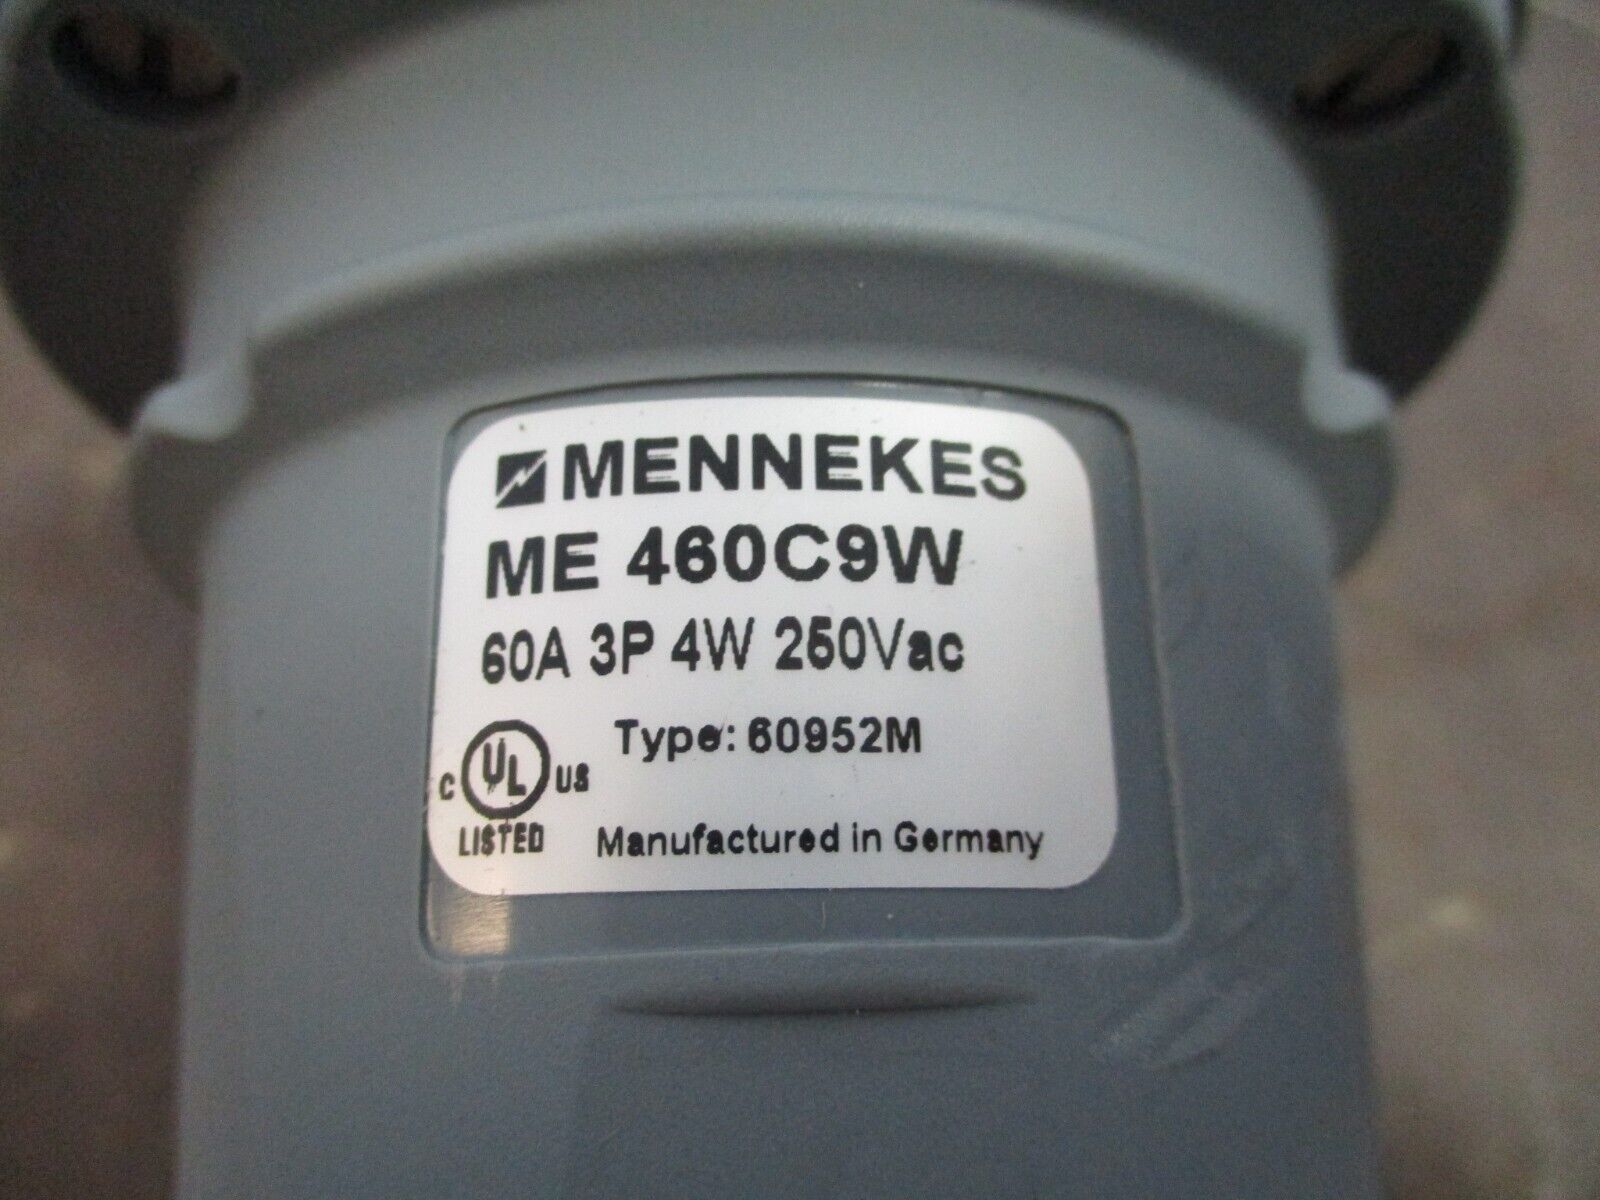 MENNEKES
ME 460C9W
60A 3P 4W 250Vac
Type: 60952M
C UL US
LISTED
Manufactured in Germany